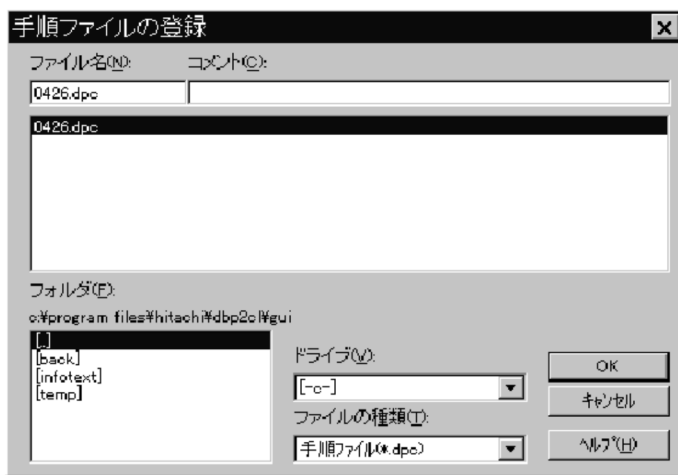 手順ファイルの登録
ファイル名(N):
コメント(C):
0426.dpc
0426.dpc
フォルダ(F):
c:¥program files¥hitachi¥dbp2cl¥gui
[..]
[back]
[infotext]
[temp]
ドライブ(V):
[-c-]
ファイルの種類(T):
手順ファイル(*.dpc)
OK
キャンセル
ヘルプ(H)